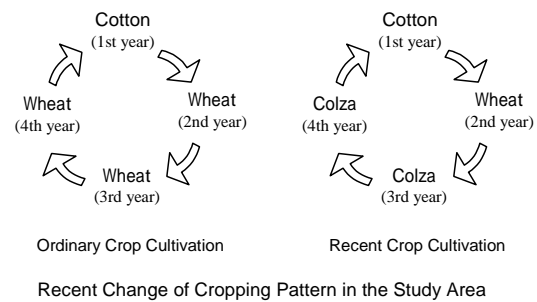 Cotton
(1st year)
Wheat
(2nd year)
Wheat
(3rd year)
Wheat
(4th year)
Ordinary Crop Cultivation
Cotton
(1st year)
Wheat
(2nd year)
Colza
(3rd year)
Colza
(4th year)
Recent Crop Cultivation
Recent Change of Cropping Pattern in the Study Area